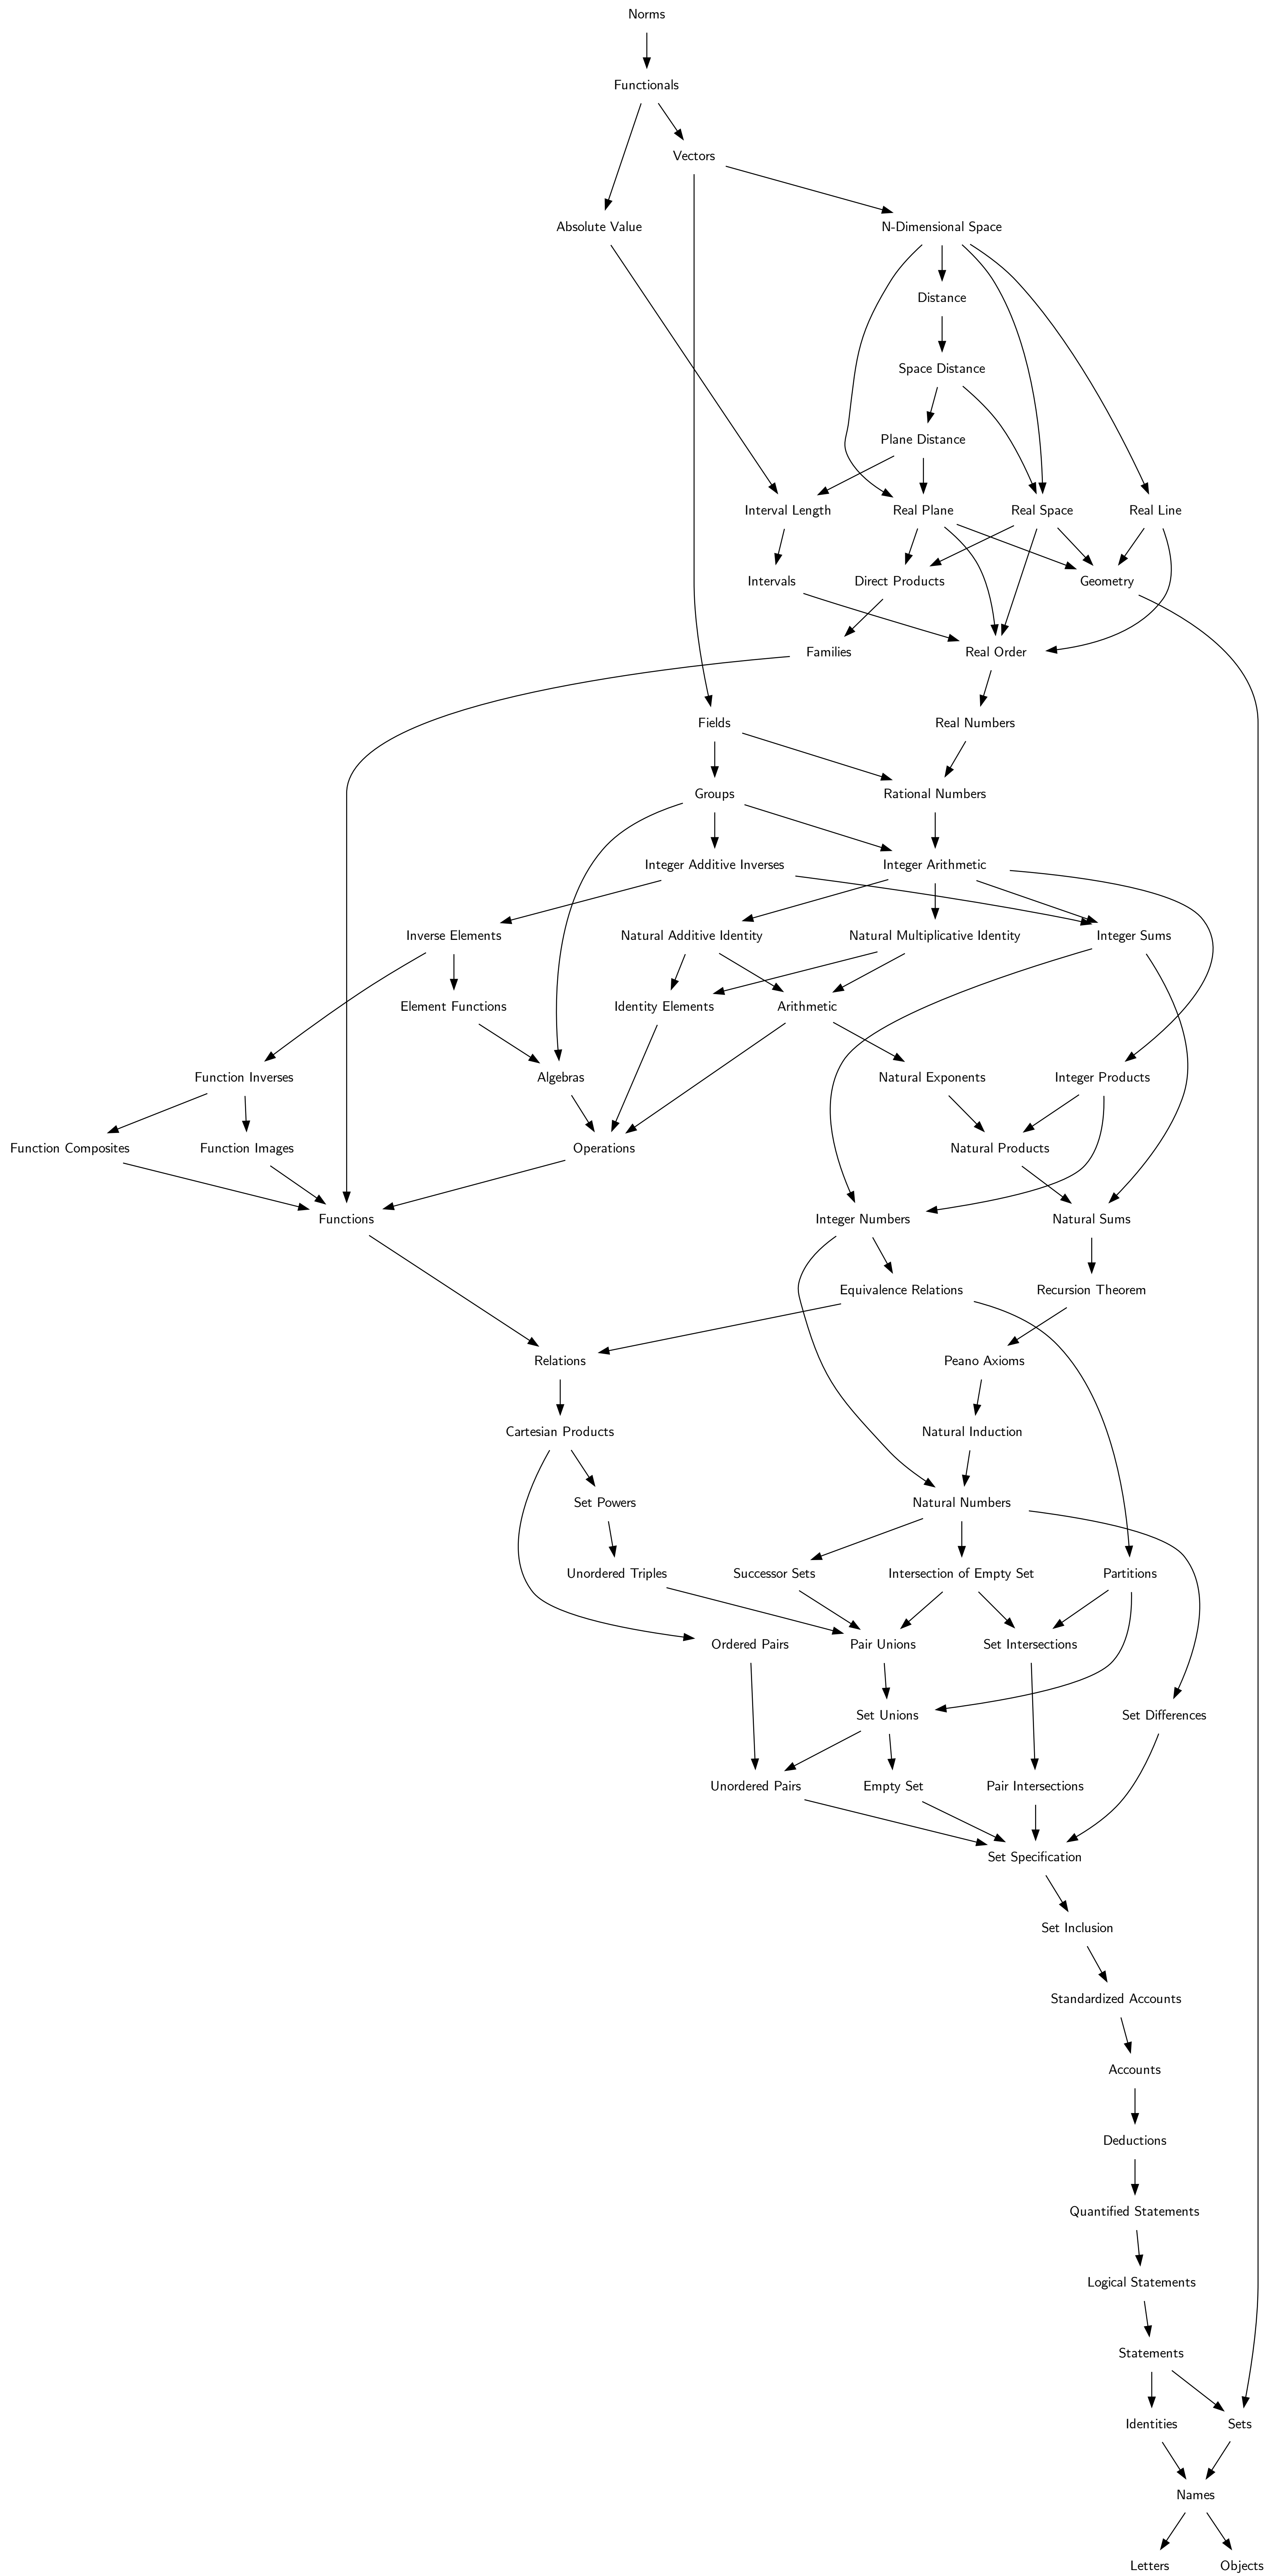 Norms
Functionals
Vectors
Absolute Value
N-Dimensional Space
Distance
Space Distance
Plane Distance
Interval Length
Real Plane
Real Space
Real Line
Intervals
Direct Products
Geometry
Families
Real Order
Fields
Real Numbers
Groups
Rational Numbers
Integer Additive Inverses
Integer Arithmetic
Inverse Elements
Natural Additive Identity
Natural Multiplicative Identity
Integer Sums
Element Functions
Identity Elements
Arithmetic
Function Inverses
Algebras
Natural Exponents
Integer Products
Function Composites
Function Images
Operations
Natural Products
Functions
Integer Numbers
Natural Sums
Equivalence Relations
Recursion Theorem
Relations
Peano Axioms
Cartesian Products
Natural Induction
Set Powers
Natural Numbers
Unordered Triples
Successor Sets
Intersection of Empty Set
Partitions
Ordered Pairs
Pair Unions
Set Intersections
Set Unions
Set Differences
Unordered Pairs
Empty Set
Pair Intersections
Set Specification
Set Inclusion
Standardized Accounts
Accounts
Deductions
Quantified Statements
Logical Statements
Statements
Identities
Sets
Names
Letters
Objects